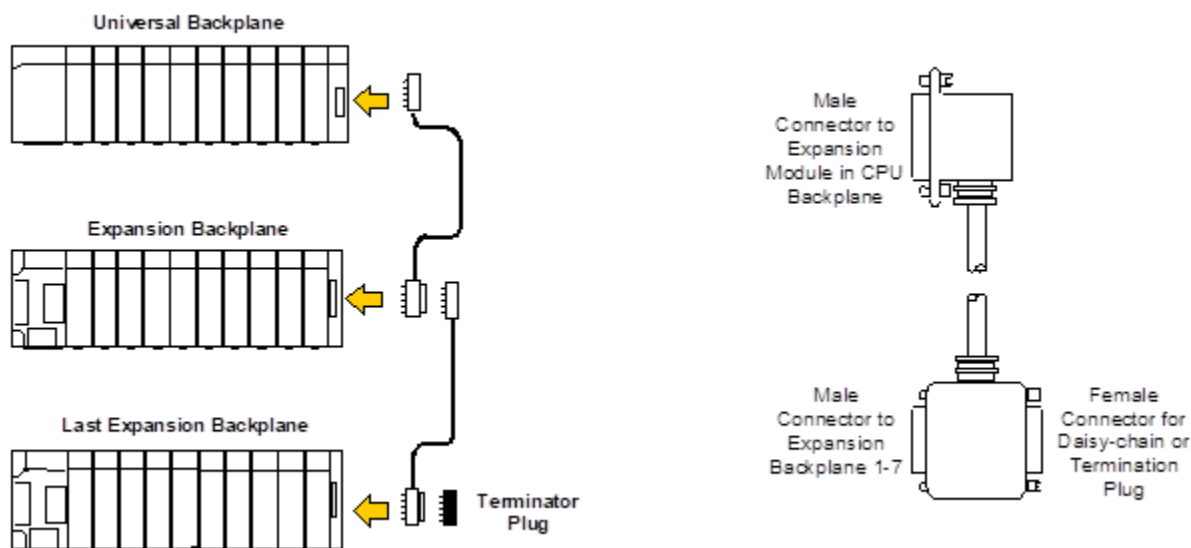 Universal Backplane
Expansion Backplane
Last Expansion Backplane
Terminator
Plug
Male
Connector to
Expansion
Module in CPU
Backplane
Male
Connector to
Expansion
Backplane 1-7
Female
Connector for
Daisy-chain or
Termination
Plug